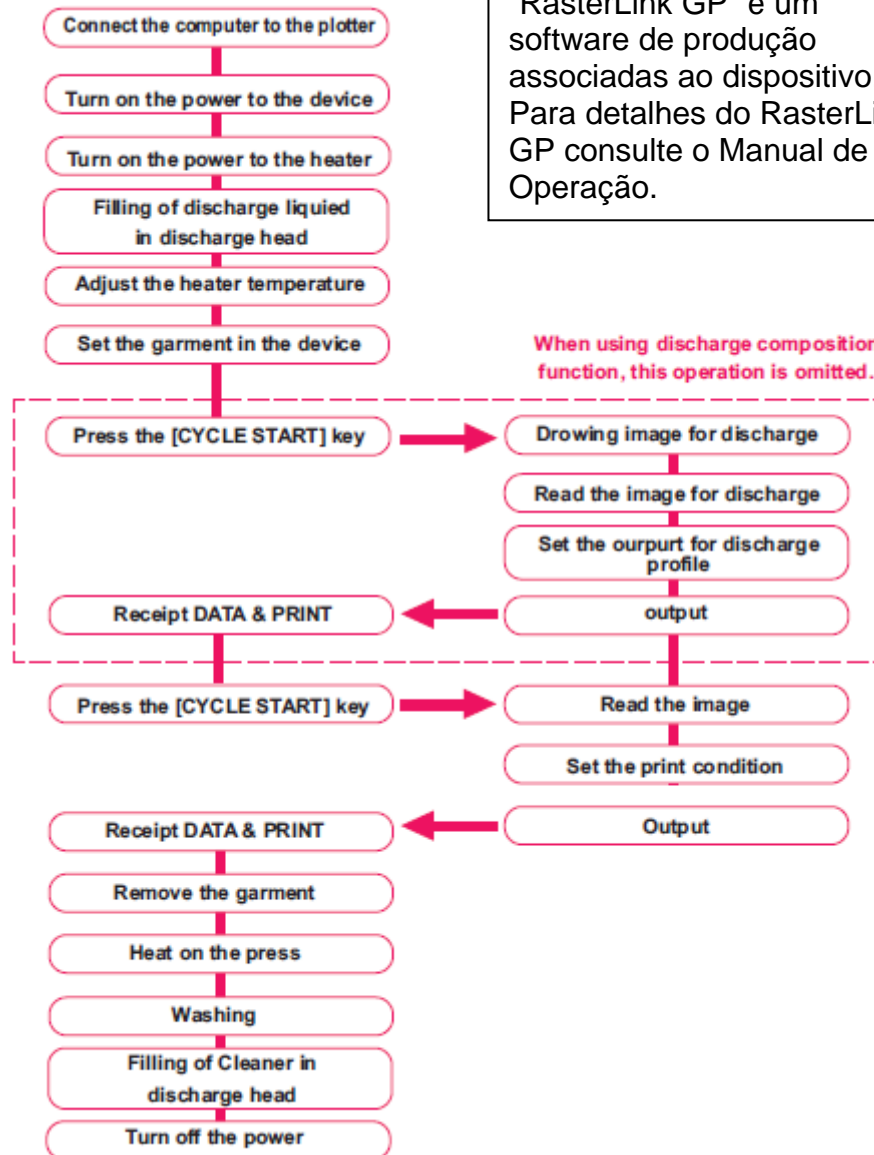 Connect the computer to the plotter
Turn on the power to the device
Turn on the power to the heater
Filling of discharge liquied
in discharge head
Adjust the heater temperature
Set the garment in the device
"RasterLink GP" é um
software de produção
associadas ao dispositivo
Para detalhes do RasterLi
GP consulte o Manual de
Operação.
When using discharge composition
function, this operation is omitted.
Press the [CYCLE START] key
Drowing image for discharge
Read the image for discharge
Set the ourpurt for discharge
profile
output
Receipt DATA & PRINT
Press the [CYCLE START] key
Read the image
Set the print condition
Output
Receipt DATA & PRINT
Remove the garment
Heat on the press
Washing
Filling of Cleaner in
discharge head
Turn off the power